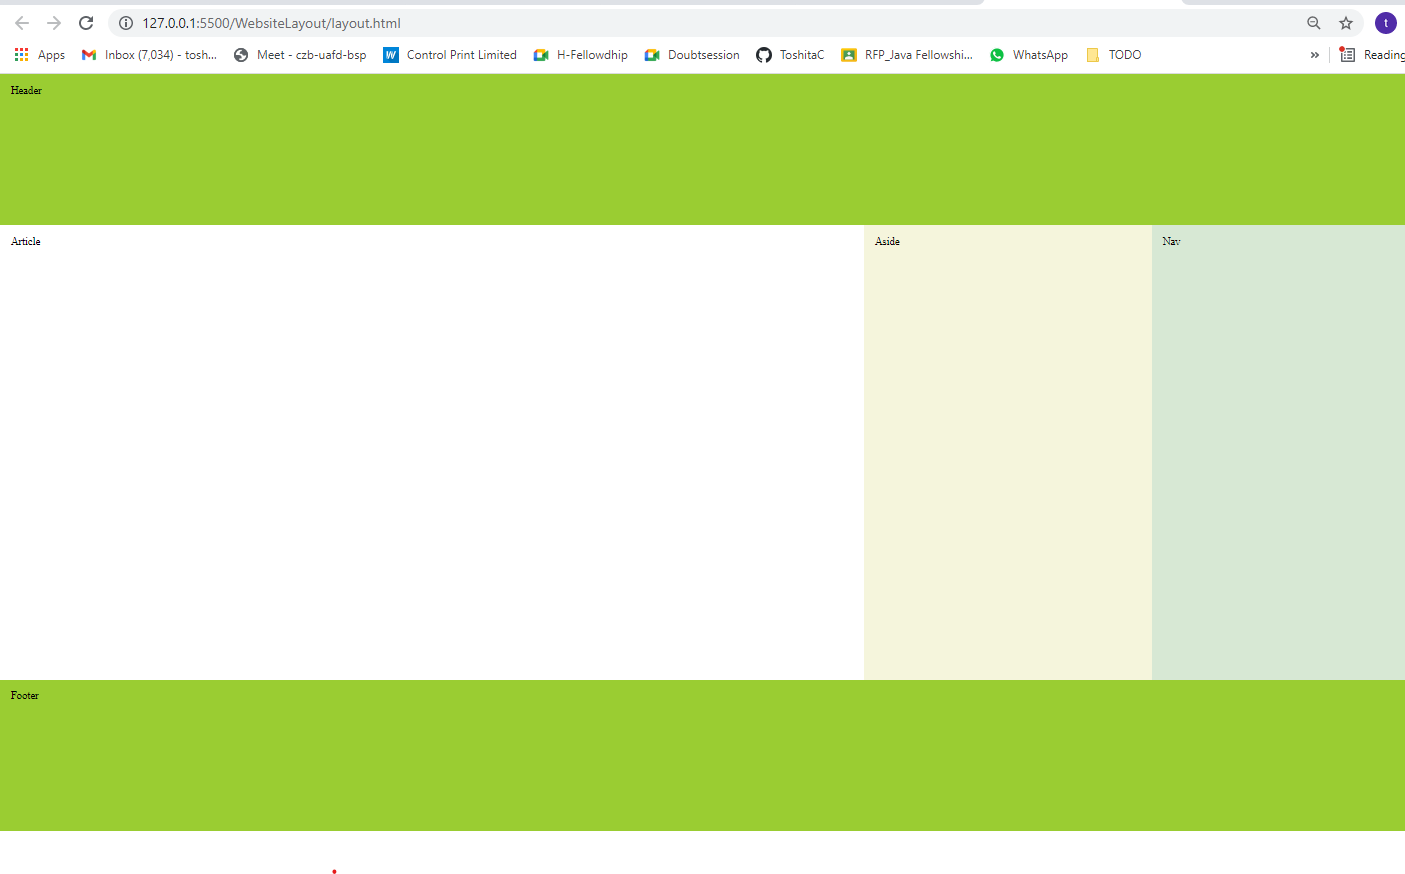 127.0.0.1:5500/WebsiteLayout/layout.html t
Apps Inbox (7,034) - tosh... Meet - czb-uafd-bsp W Control Print Limited H-Fellowdhip Doubtsession ToshitaC RFP_Java Fellowshi... WhatsApp TODO » Reading
Header
Article Aside Nav
Footer